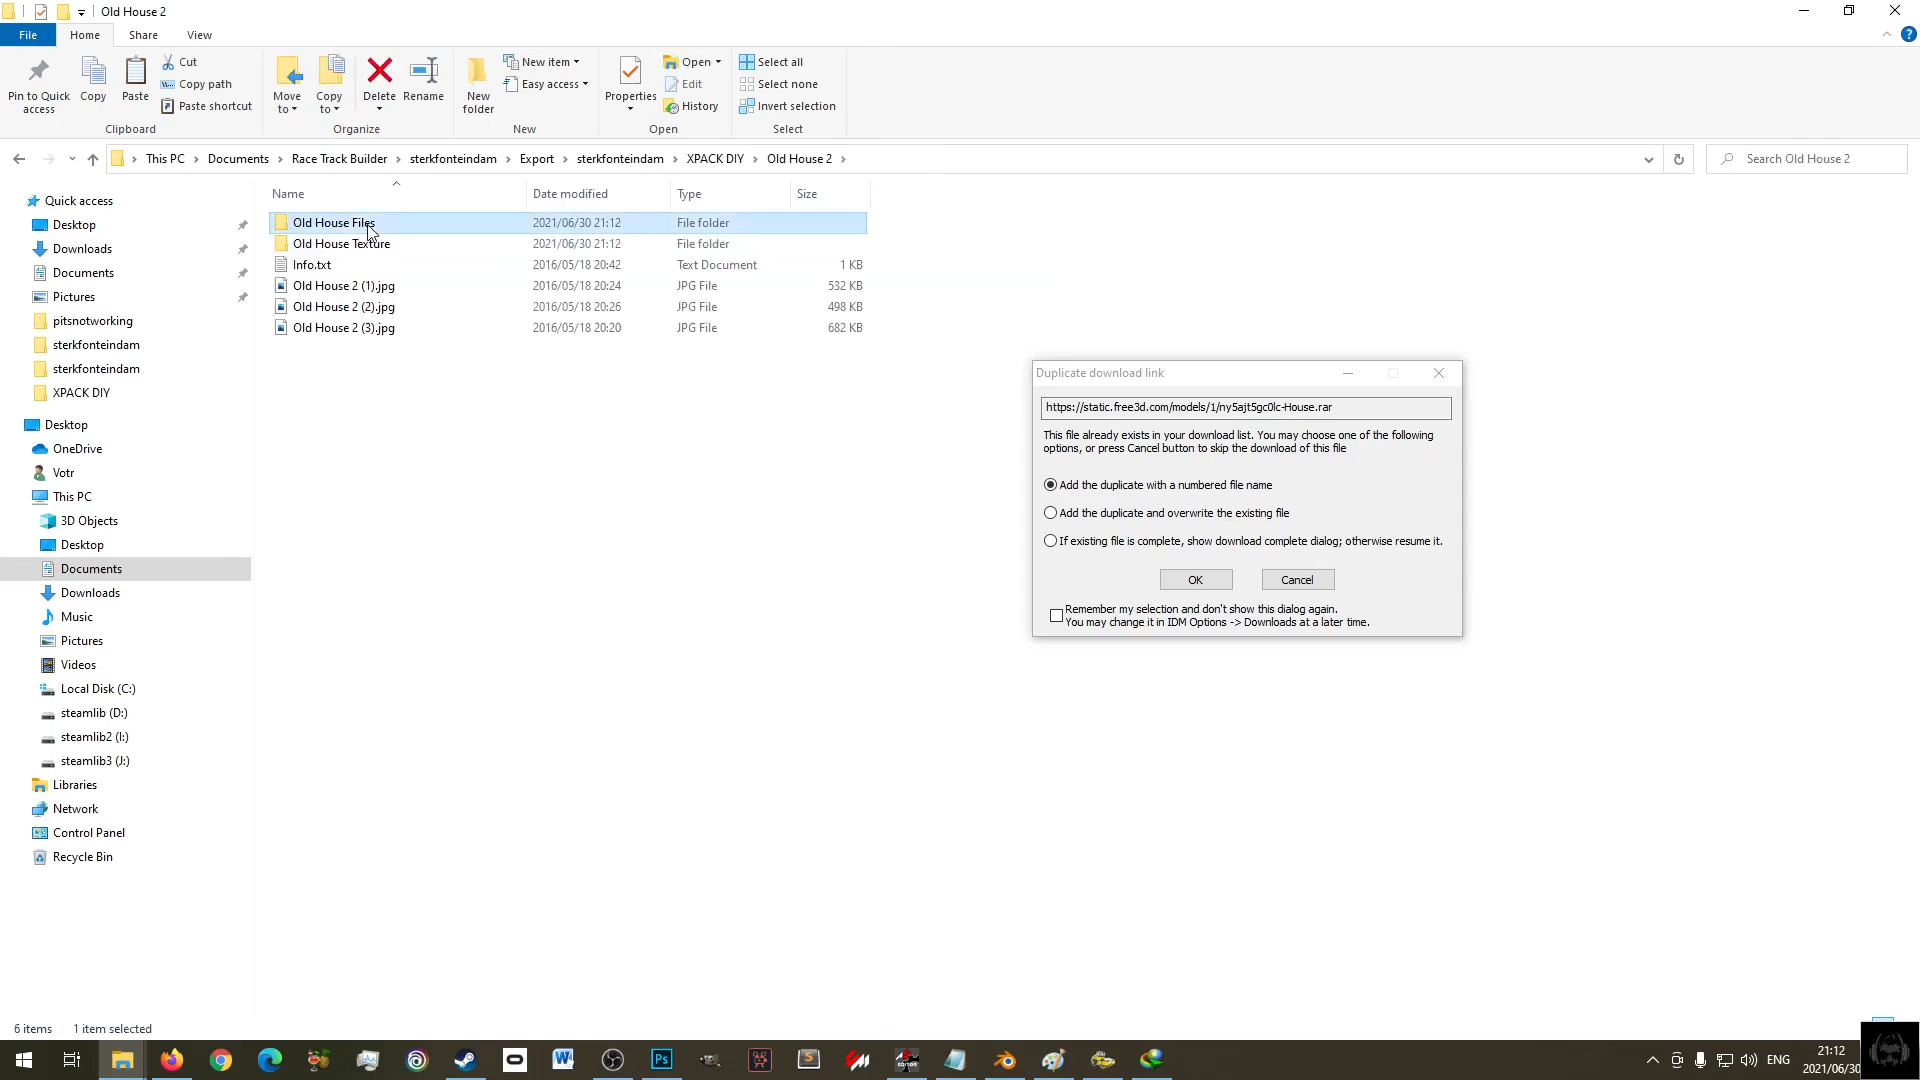 Old House 2
File
Home
Share
View
Pin to Quick access
Copy
Paste
Cut
Copy path
Paste shortcut
Clipboard
Move to
Copy to
Delete
Rename
Organize
New folder
New item
Easy access
New
Properties
Open
Edit
History
Open
Select all
Select none
Invert selection
Select
This PC
Documents
Race Track Builder
sterkfonteindam
Export
sterkfonteindam
XPACK DIY
Old House 2
Search Old House 2
Name
Date modified
Type
Size
Old House Files 2021/06/30 21:12 File folder
Old House Texture 2021/06/30 21:12 File folder
Info.txt 2016/05/18 20:42 Text Document 1 KB
Old House 2 (1).jpg 2016/05/18 20:24 JPG File 532 KB
Old House 2 (2).jpg 2016/05/18 20:26 JPG File 498 KB
Old House 2 (3).jpg 2016/05/18 20:20 JPG File 682 KB
Quick access
Desktop
Downloads
Documents
Pictures
pitsnotworking
sterkfonteindam
sterkfonteindam
XPACK DIY
Desktop
OneDrive
Votr
This PC
3D Objects
Desktop
Documents
Downloads
Music
Pictures
Videos
Local Disk (C:)
steamlib (D:)
steamlib2 (I:)
steamlib3 (J:)
Libraries
Network
Control Panel
Recycle Bin
Duplicate download link
https://static.free3d.com/models/1/ny5ajt5gc0lc-House.rar
This file already exists in your download list. You may choose one of the following
options, or press Cancel button to skip the download of this file
Add the duplicate with a numbered file name
Add the duplicate and overwrite the existing file
If existing file is complete, show download complete dialog; otherwise resume it.
OK
Cancel
Remember my selection and don't show this dialog again.
You may change it in IDM Options -> Downloads at a later time.
6 items
1 item selected
W
Ps
S
EDITOR
ENG
21:12
2021/06/30